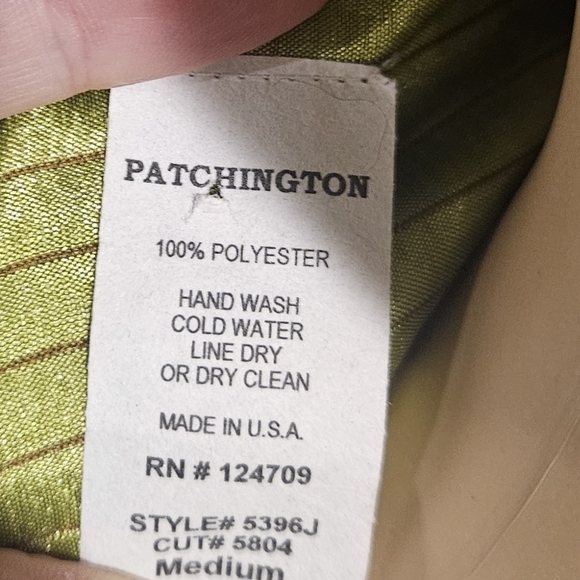 PATCHINGTON
100% POLYESTER
HAND WASH
COLD WATER
LINE DRY
OR DRY CLEAN
MADE IN U.S.A.
RN # 124709
STYLE# 5396J
CUT# 5804
Medium